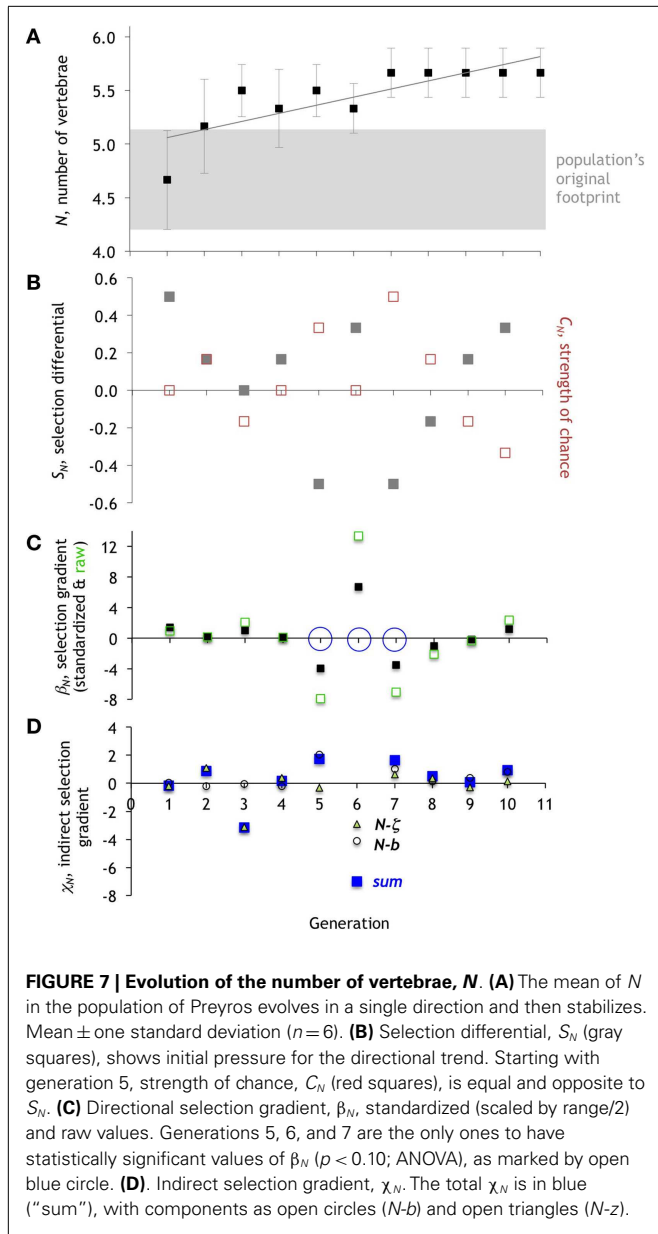 A
6.0
5.5
5.0
4.5
4.0
N, number of vertebrae
population's
original
footprint
B
0.6
0.4
0.2
0.0
-0.2
-0.4
-0.6
S_N, selection differential
C_N, strength of chance
C
12
8
4
0
-4
-8
β_N, selection gradient
(standardized & raw)
D
4
2
0
-2
-4
-6
-8
χ_N, indirect selection
gradient
0 1 2 3 4 5 6 7 8 9 10 11
N-ζ
N-b
sum
Generation
FIGURE 7 | Evolution of the number of vertebrae, N. (A) The mean of N
in the population of Preyros evolves in a single direction and then stabilizes.
Mean ± one standard deviation (n = 6). (B) Selection differential, S_N (gray
squares), shows initial pressure for the directional trend. Starting with
generation 5, strength of chance, C_N (red squares), is equal and opposite to
S_N. (C) Directional selection gradient, β_N, standardized (scaled by range/2)
and raw values. Generations 5, 6, and 7 are the only ones to have
statistically significant values of β_N (p < 0.10; ANOVA), as marked by open
blue circle. (D). Indirect selection gradient, χ_N. The total χ_N is in blue
("sum"), with components as open circles (N-b) and open triangles (N-z).